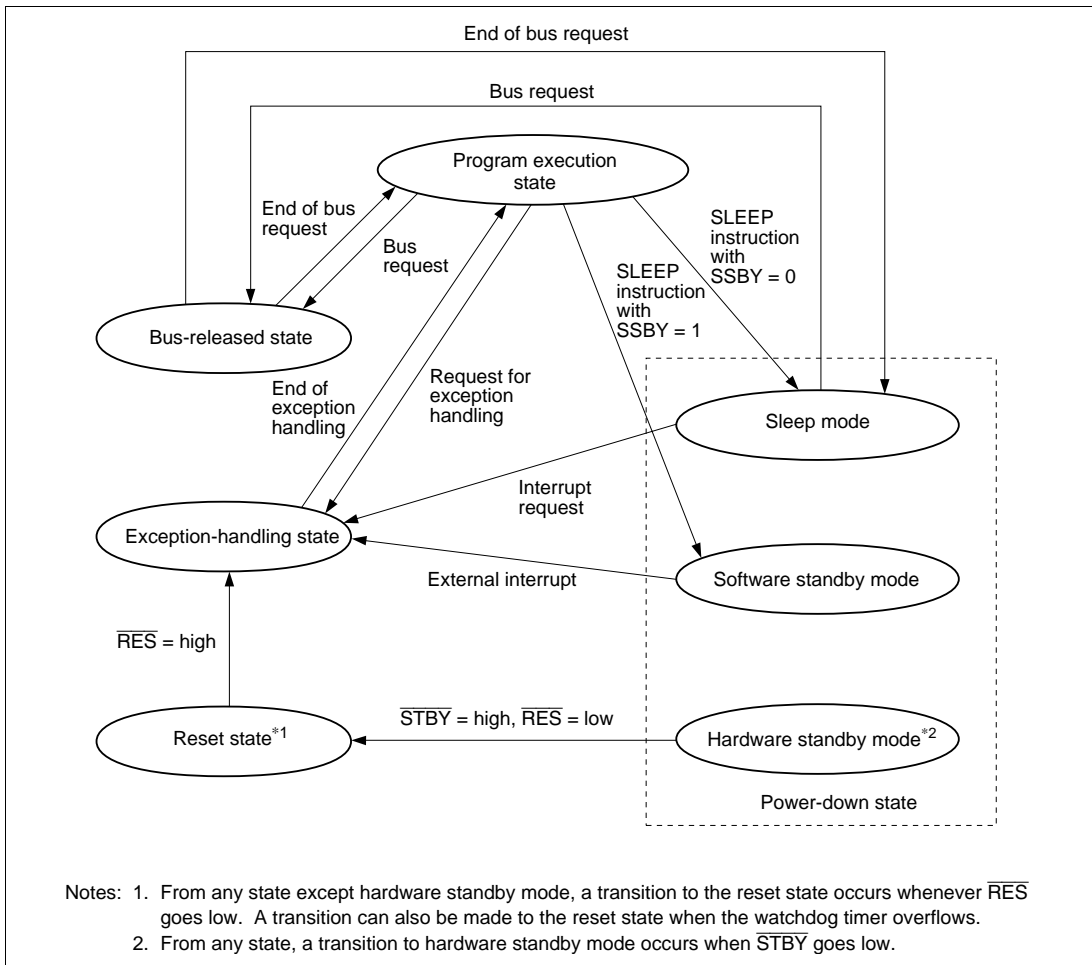 End of bus request
Bus request
Program execution
state
End of bus
request
Bus
request
SLEEP
instruction
with
SSBY = 0
SLEEP
instruction
with
SSBY = 1
Bus-released state
End of
exception
handling
Request for
exception
handling
Sleep mode
Interrupt
request
Exception-handling state
External interrupt
Software standby mode
R̅E̅S̅ = high
S̅T̅B̅Y̅ = high, R̅E̅S̅ = low
Reset state*1
Hardware standby mode*2
Power-down state
Notes: 1. From any state except hardware standby mode, a transition to the reset state occurs whenever R̅E̅S̅
goes low. A transition can also be made to the reset state when the watchdog timer overflows.
2. From any state, a transition to hardware standby mode occurs when S̅T̅B̅Y̅ goes low.